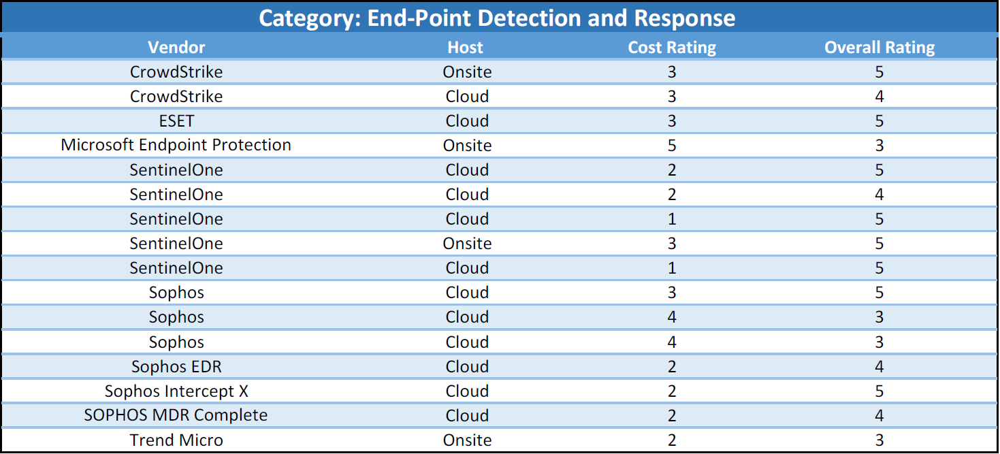 Category: End-Point Detection and Response
Vendor Host Cost Rating Overall Rating
CrowdStrike Onsite 3 5
CrowdStrike Cloud 3 4
ESET Cloud 3 5
Microsoft Endpoint Protection Onsite 5 3
SentinelOne Cloud 2 5
SentinelOne Cloud 2 4
SentinelOne Cloud 1 5
SentinelOne Onsite 3 5
SentinelOne Cloud 1 5
Sophos Cloud 3 5
Sophos Cloud 4 3
Sophos Cloud 4 3
Sophos EDR Cloud 2 4
Sophos Intercept X Cloud 2 5
SOPHOS MDR Complete Cloud 2 4
Trend Micro Onsite 2 3